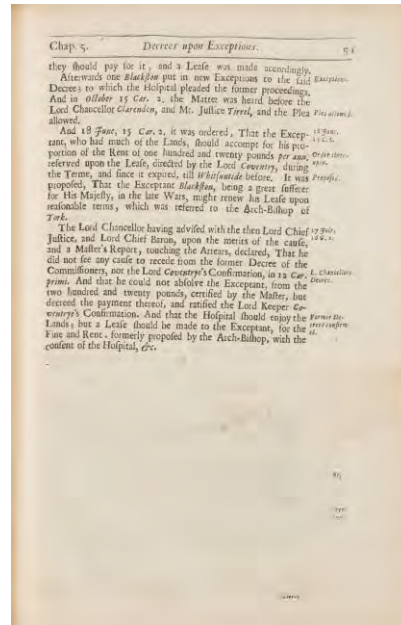 Chap. 5. Decrees upon Exceptions. 51
they ſhould pay for it, and a Leaſe was made accordingly.
Afterwards one Blackſton put in new Exceptions to the ſaid Exceptions.
Decree; to which the Hoſpital pleaded the former proceedings,
And in October 15 Car. 2. the Matter was heard before the
Lord Chancellor Clarendon, and Mr. Juſtice Tirrel, and the Plea Plea allowed.
allowed.
And 18 June, 15 Car. 2. it was ordered, That the Excep- 18 June,
tant, who had much of the Lands, ſhould accompt for his pro- 15 C. 2.
portion of the Rent of one hundred and twenty pounds per ann.
reſerved upon the Leaſe, directed by the Lord Coventry, during
the Terme, and ſince it expired, till Whitſontide before. It was Propoſal.
propoſed, That the Exceptant Blackſton, being a great ſufferer
for His Majeſty, in the late Wars, might renew his Leaſe upon
reaſonable terms, which was referred to the Arch-Biſhop of
York.
The Lord Chancellor having adviſed with the then Lord Chief 17 July,
Juſtice, and Lord Chief Baron, upon the merits of the cauſe, 16 C. 2.
and a Maſter's Report, touching the Arrears, declared, That he
did not ſee any cauſe to recede from the former Decree of the
Commiſſioners, nor the Lord Coventrye's Confirmation, in 12 Car. L. Chancellors
primi. And that he could not abſolve the Exceptant, from the Decree.
two hundred and twenty pounds, certified by the Maſter, but
decreed the payment thereof, and ratified the Lord Keeper Co-
ventrye's Confirmation. And that the Hoſpital ſhould enjoy the Former De-
Lands; but a Leaſe ſhould be made to the Exceptant, for the cree confirm
Fine and Rent, formerly propoſed by the Arch-Biſhop, with the ed.
conſent of the Hoſpital, &c.